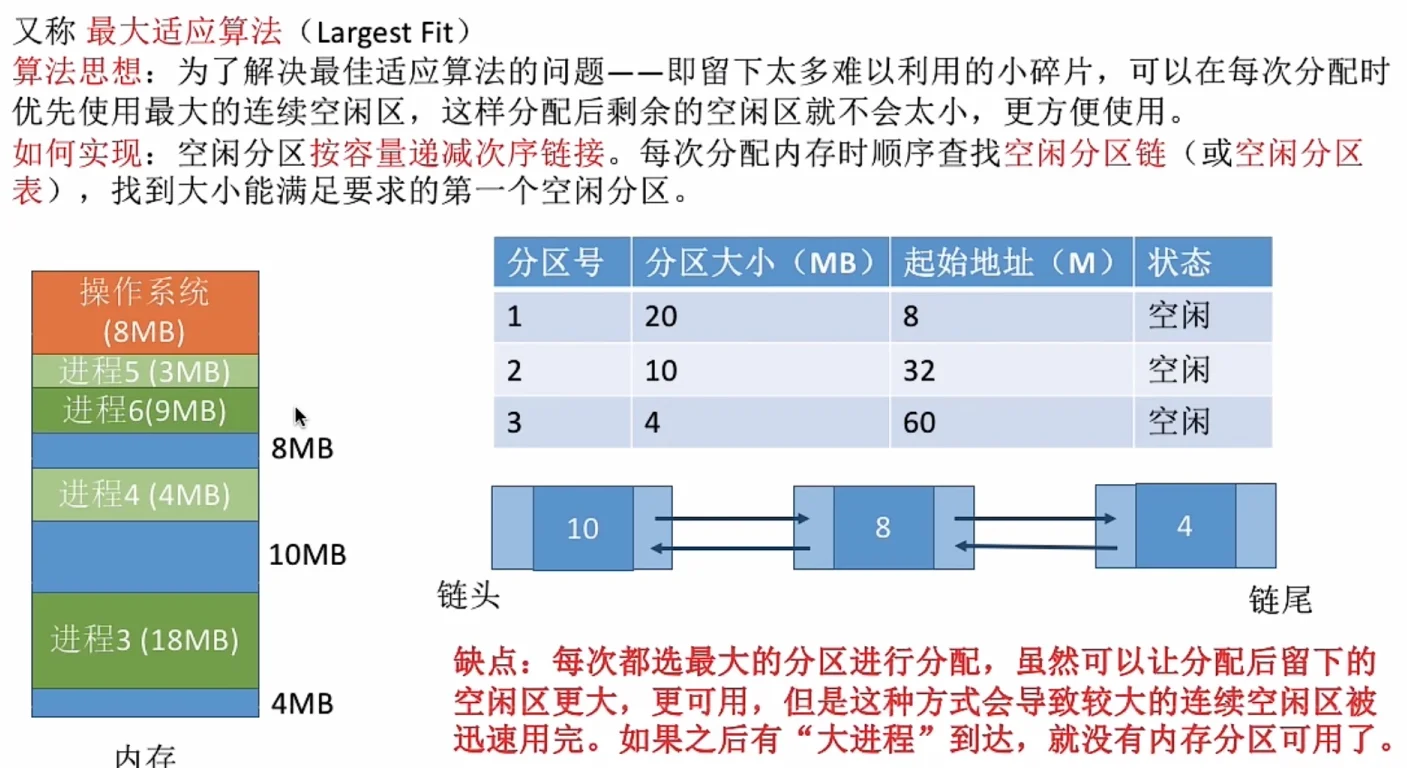 又称 最大适应算法（Largest Fit）
算法思想：为了解决最佳适应算法的问题——即留下太多难以利用的小碎片，可以在每次分配时
优先使用最大的连续空闲区，这样分配后剩余的空闲区就不会太小，更方便使用。
如何实现：空闲分区按容量递减次序链接。每次分配内存时顺序查找空闲分区链（或空闲分区
表），找到大小能满足要求的第一个空闲分区。
操作系统
(8MB)
进程5 (3MB)
进程6(9MB)
8MB
进程4 (4MB)
10MB
进程3 (18MB)
4MB
内存
分区号 分区大小（MB） 起始地址（M） 状态
1 20 8 空闲
2 10 32 空闲
3 4 60 空闲
10 8 4
链头 链尾
缺点：每次都选最大的分区进行分配，虽然可以让分配后留下的
空闲区更大，更可用，但是这种方式会导致较大的连续空闲区被
迅速用完。如果之后有“大进程”到达，就没有内存分区可用了。